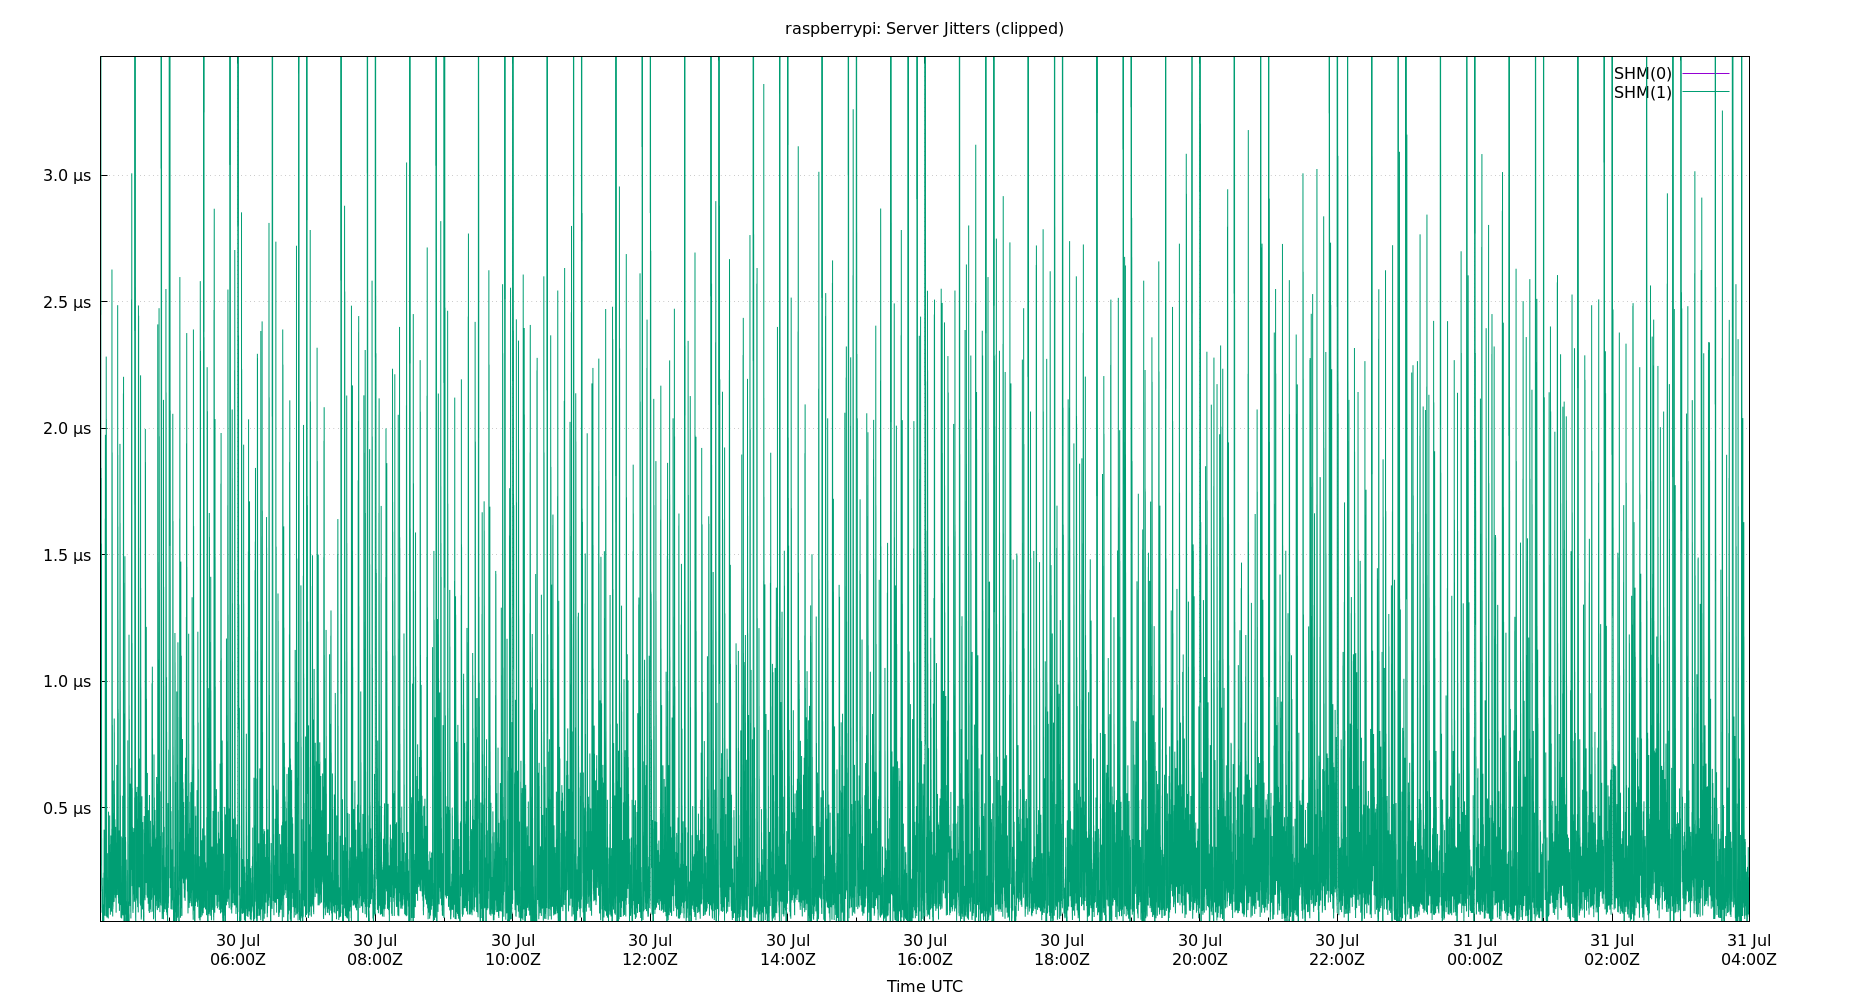 raspberrypi: Server Jitters (clipped)
SHM(0)
SHM(1)
3.0 µs
2.5 µs
2.0 µs
1.5 µs
1.0 µs
0.5 µs
30 Jul 30 Jul 30 Jul 30 Jul 30 Jul 30 Jul 30 Jul 30 Jul 30 Jul 31 Jul 31 Jul 31 Jul
06:00Z 08:00Z 10:00Z 12:00Z 14:00Z 16:00Z 18:00Z 20:00Z 22:00Z 00:00Z 02:00Z 04:00Z
Time UTC